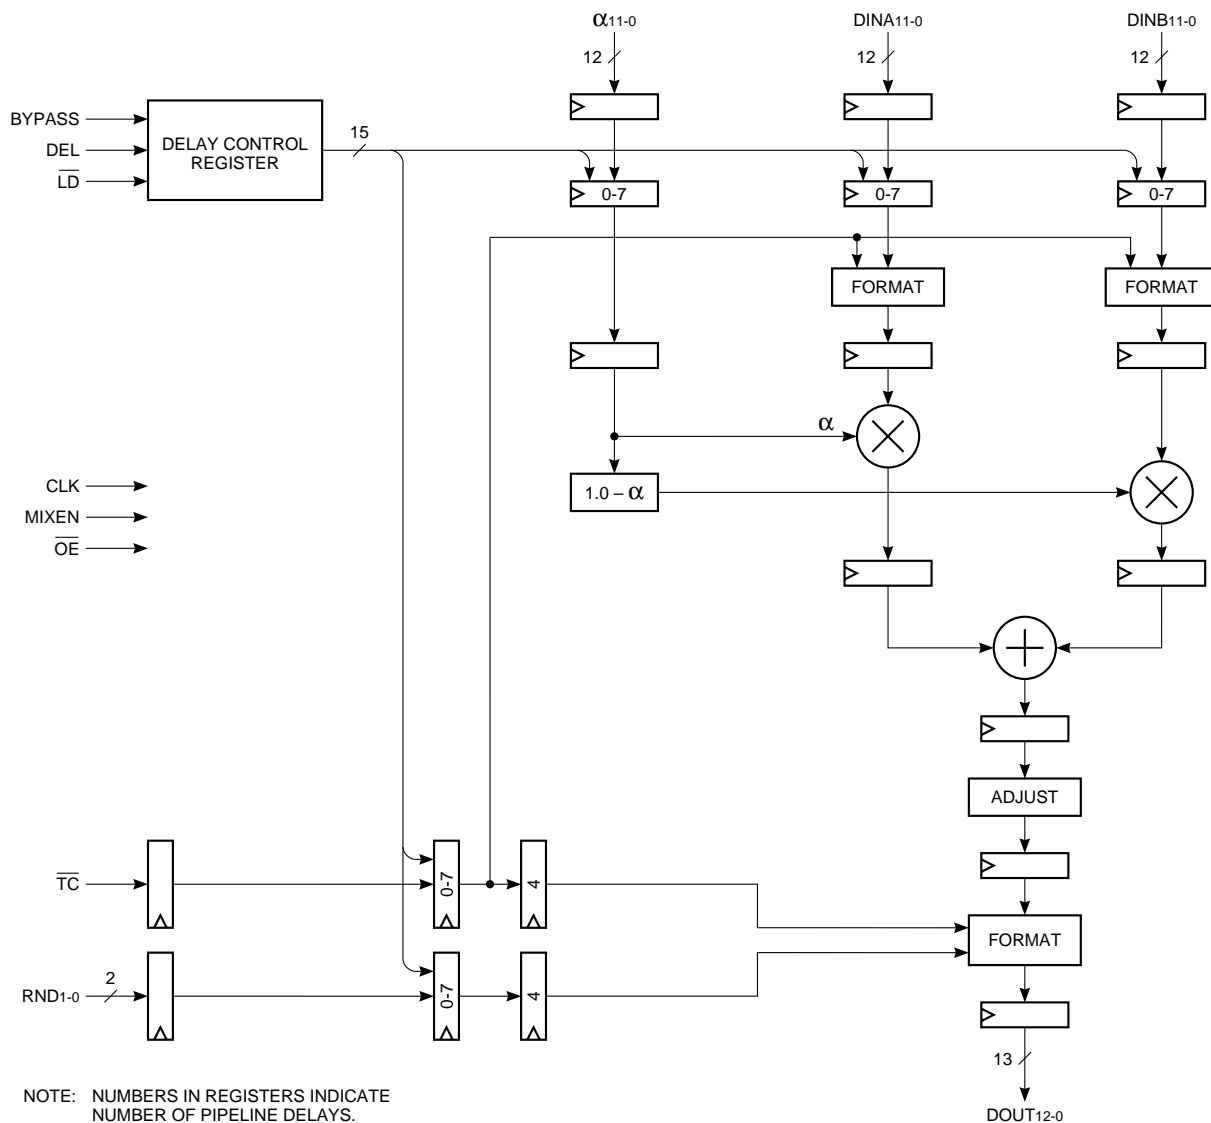 α11-0
DINA11-0
DINB11-0
12
12
12
BYPASS
DEL
LD
DELAY CONTROL
REGISTER
15
0-7
0-7
0-7
FORMAT
FORMAT
α
1.0 – α
CLK
MIXEN
OE
ADJUST
TC
0-7
4
FORMAT
RND1-0
2
0-7
4
13
DOUT12-0
NOTE: NUMBERS IN REGISTERS INDICATE
NUMBER OF PIPELINE DELAYS.